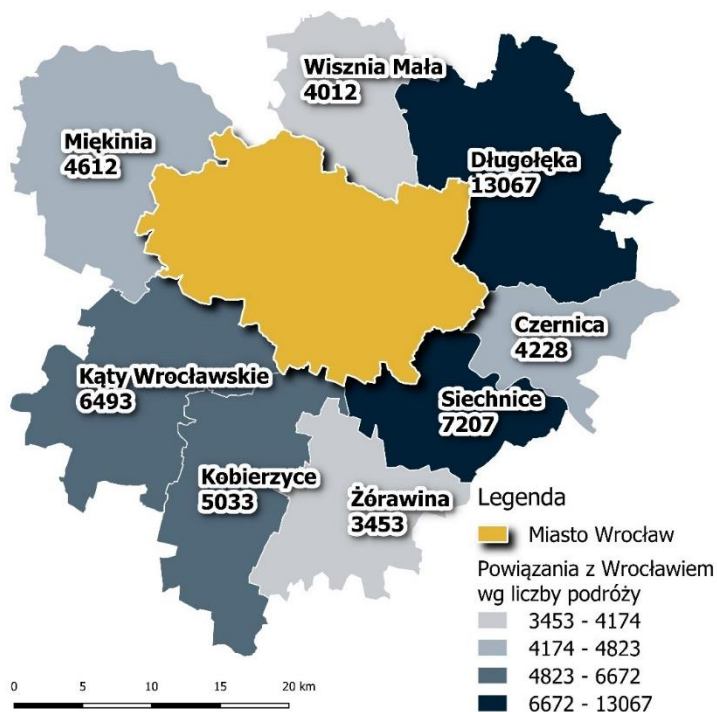 Wisznia Mała
4012
Miękinia
4612
Długołęka
13067
Czernica
4228
Kąty Wrocławskie
6493
Siechnice
7207
Kobierzyce
5033
Żórawina
3453
Legenda
Miasto Wrocław
Powiązania z Wrocławiem
wg liczby podróży
3453 - 4174
4174 - 4823
4823 - 6672
6672 - 13067
0 5 10 15 20 km